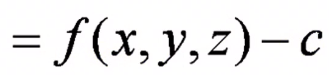 = f(x, y, z) − c